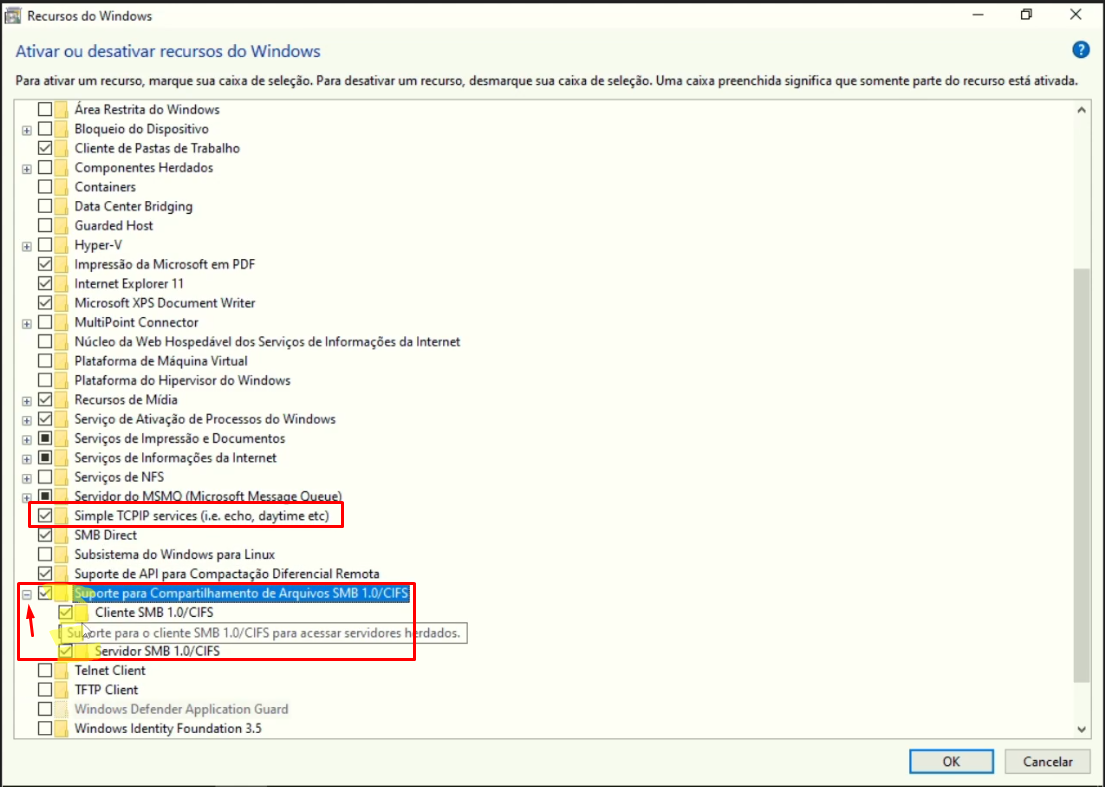 Recursos do Windows
Ativar ou desativar recursos do Windows
?
Para ativar um recurso, marque sua caixa de seleção. Para desativar um recurso, desmarque sua caixa de seleção. Uma caixa preenchida significa que somente parte do recurso está ativada.
Área Restrita do Windows
Bloqueio do Dispositivo
Cliente de Pastas de Trabalho
Componentes Herdados
Containers
Data Center Bridging
Guarded Host
Hyper-V
Impressão da Microsoft em PDF
Internet Explorer 11
Microsoft XPS Document Writer
MultiPoint Connector
Núcleo da Web Hospedável dos Serviços de Informações da Internet
Plataforma de Máquina Virtual
Plataforma do Hipervisor do Windows
Recursos de Mídia
Serviço de Ativação de Processos do Windows
Serviços de Impressão e Documentos
Serviços de Informações da Internet
Serviços de NFS
Servidor do MSMQ (Microsoft Message Queue)
Simple TCPIP services (i.e. echo, daytime etc)
SMB Direct
Subsistema do Windows para Linux
Suporte de API para Compactação Diferencial Remota
Suporte para Compartilhamento de Arquivos SMB 1.0/CIFS
Cliente SMB 1.0/CIFS
Suporte para o cliente SMB 1.0/CIFS para acessar servidores herdados.
Servidor SMB 1.0/CIFS
Telnet Client
TFTP Client
Windows Defender Application Guard
Windows Identity Foundation 3.5
OK
Cancelar